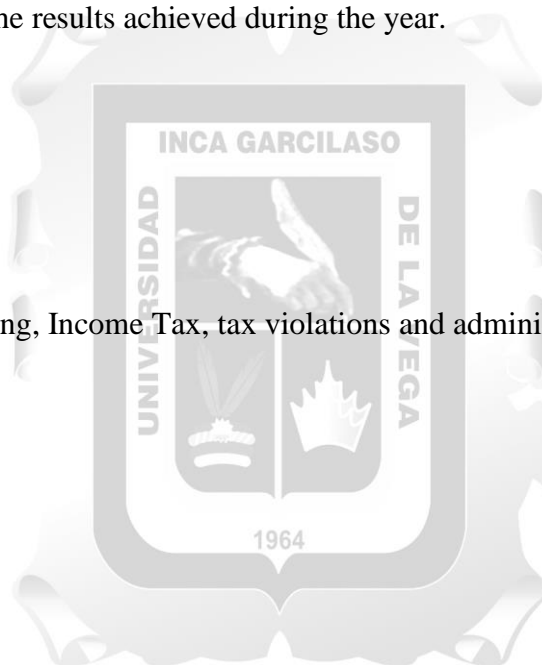 he results achieved during the year.
INCA GARCILASO
UNIVERSIDAD
DE LA VEGA
ng, Income Tax, tax violations and admini
1964